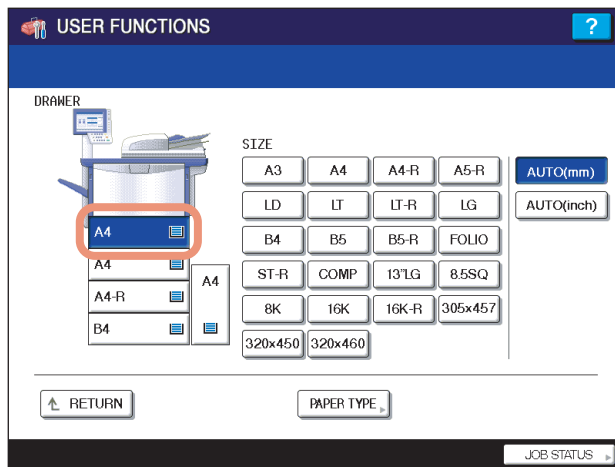 USER FUNCTIONS
?
DRAWER
SIZE
A3 A4 A4-R A5-R AUTO(mm)
LD LT LT-R LG AUTO(inch)
A4
B4 B5 B5-R FOLIO
A4
A4
ST-R COMP 13"LG 8.5SQ
A4-R
8K 16K 16K-R 305x457
B4
320x450 320x460
RETURN
PAPER TYPE
JOB STATUS